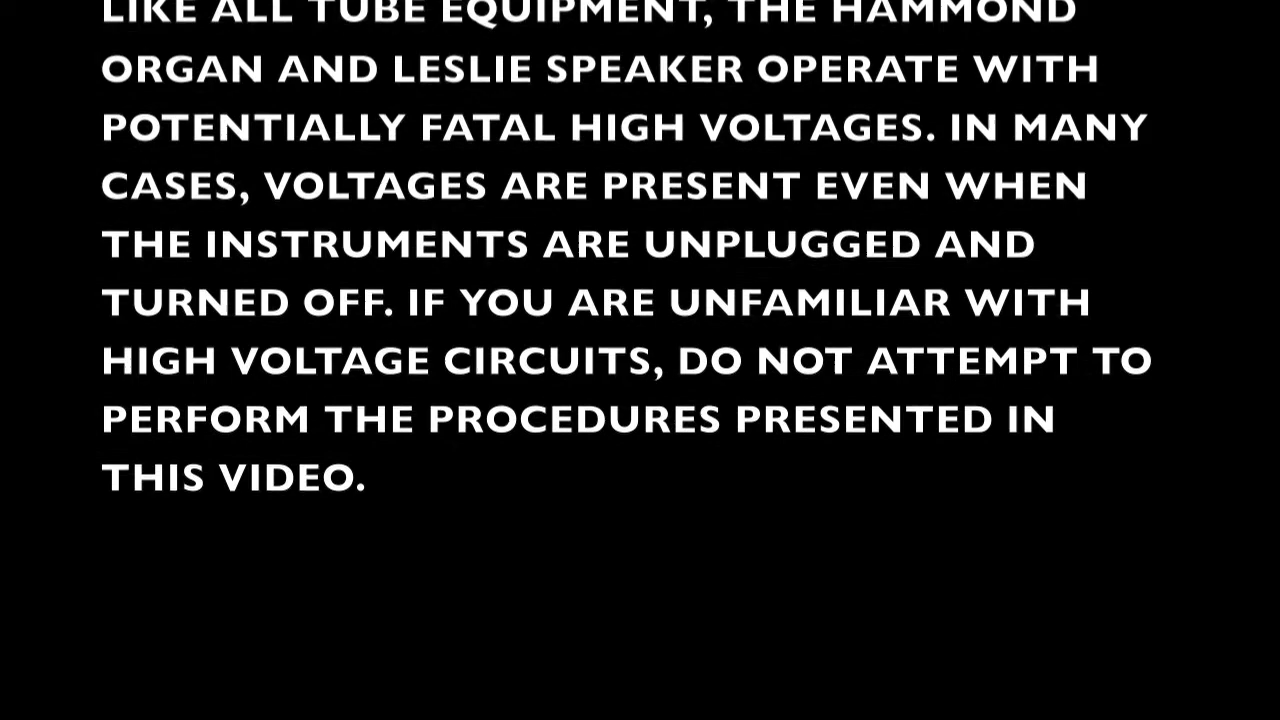 LIKE ALL TUBE EQUIPMENT, THE HAMMOND
ORGAN AND LESLIE SPEAKER OPERATE WITH
POTENTIALLY FATAL HIGH VOLTAGES. IN MANY
CASES, VOLTAGES ARE PRESENT EVEN WHEN
THE INSTRUMENTS ARE UNPLUGGED AND
TURNED OFF. IF YOU ARE UNFAMILIAR WITH
HIGH VOLTAGE CIRCUITS, DO NOT ATTEMPT TO
PERFORM THE PROCEDURES PRESENTED IN
THIS VIDEO.